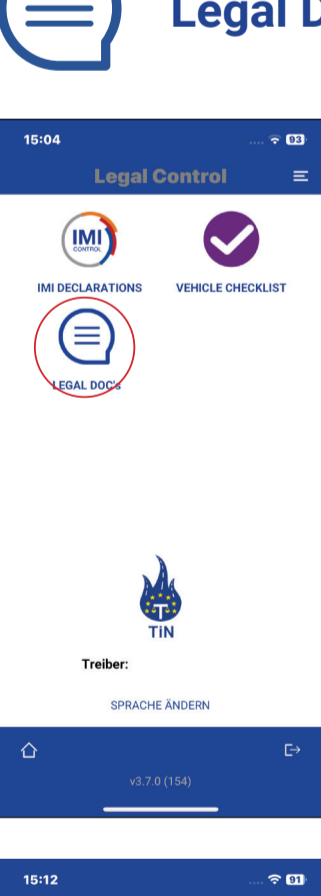 Legal D
15:04 93
Legal Control
IMI
CONTROL
IMI DECLARATIONS VEHICLE CHECKLIST
LEGAL DOC's
T
TiN
Treiber:
SPRACHE ÄNDERN
v3.7.0 (154)
15:12 91